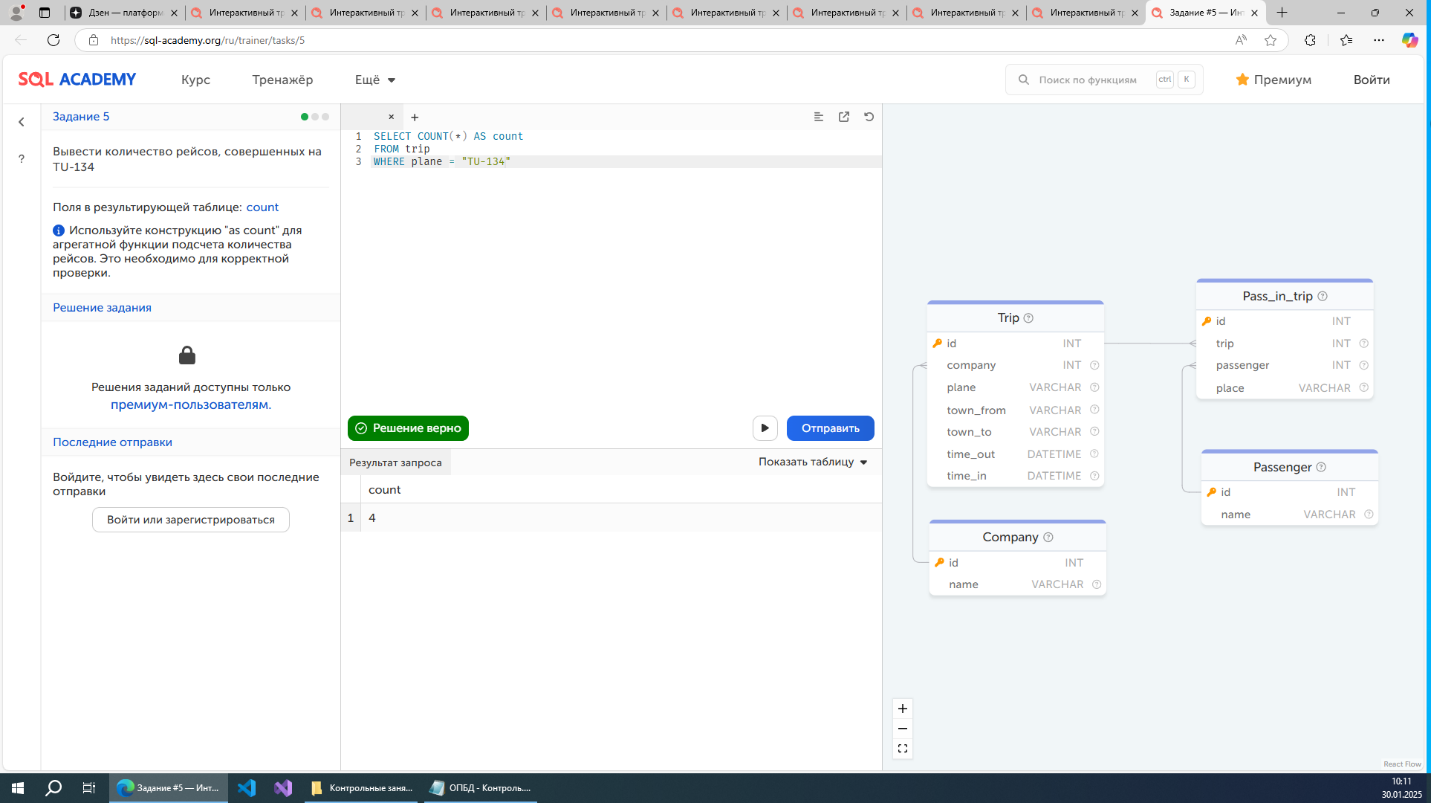 Дзен — платформ
Интерактивный тр
Интерактивный тр
Интерактивный тр
Интерактивный тр
Интерактивный тр
Интерактивный тр
Интерактивный тр
Интерактивный тр
Задание #5 — Инт
https://sql-academy.org/ru/trainer/tasks/5
SQL ACADEMY
Курс
Тренажёр
Ещё
Поиск по функциям
ctrl
K
Премиум
Войти
Задание 5
Вывести количество рейсов, совершенных на
TU-134
Поля в результирующей таблице: count
Используйте конструкцию "as count" для
агрегатной функции подсчета количества
рейсов. Это необходимо для корректной
проверки.
Решение задания
Решения заданий доступны только
премиум-пользователям.
Последние отправки
Войдите, чтобы увидеть здесь свои последние
отправки
Войти или зарегистрироваться
1 SELECT COUNT(*) AS count
2 FROM trip
3 WHERE plane = "TU-134"
Решение верно
Отправить
Результат запроса
Показать таблицу
count
1 4
Trip
id INT
company INT
plane VARCHAR
town_from VARCHAR
town_to VARCHAR
time_out DATETIME
time_in DATETIME
Company
id INT
name VARCHAR
Pass_in_trip
id INT
trip INT
passenger INT
place VARCHAR
Passenger
id INT
name VARCHAR
React Flow
Задание #5 — Инт...
Контрольные заня...
ОПБД - Контроль....
10:11
30.01.2025